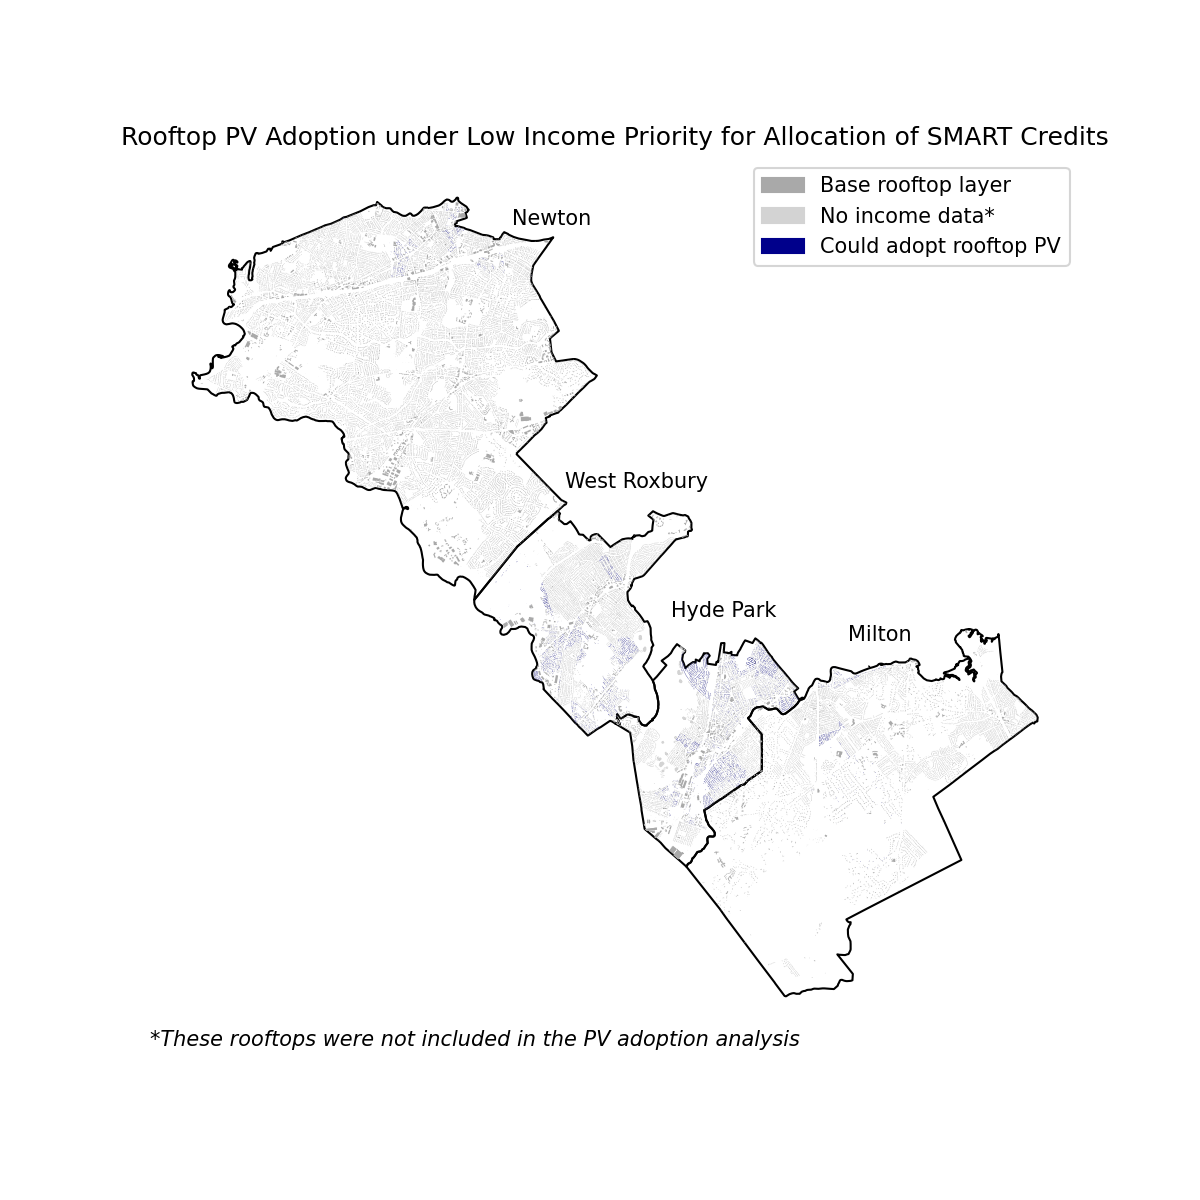 Rooftop PV Adoption under Low Income Priority for Allocation of SMART Credits
Base rooftop layer
No income data*
Could adopt rooftop PV
Newton
West Roxbury
Hyde Park
Milton
*These rooftops were not included in the PV adoption analysis